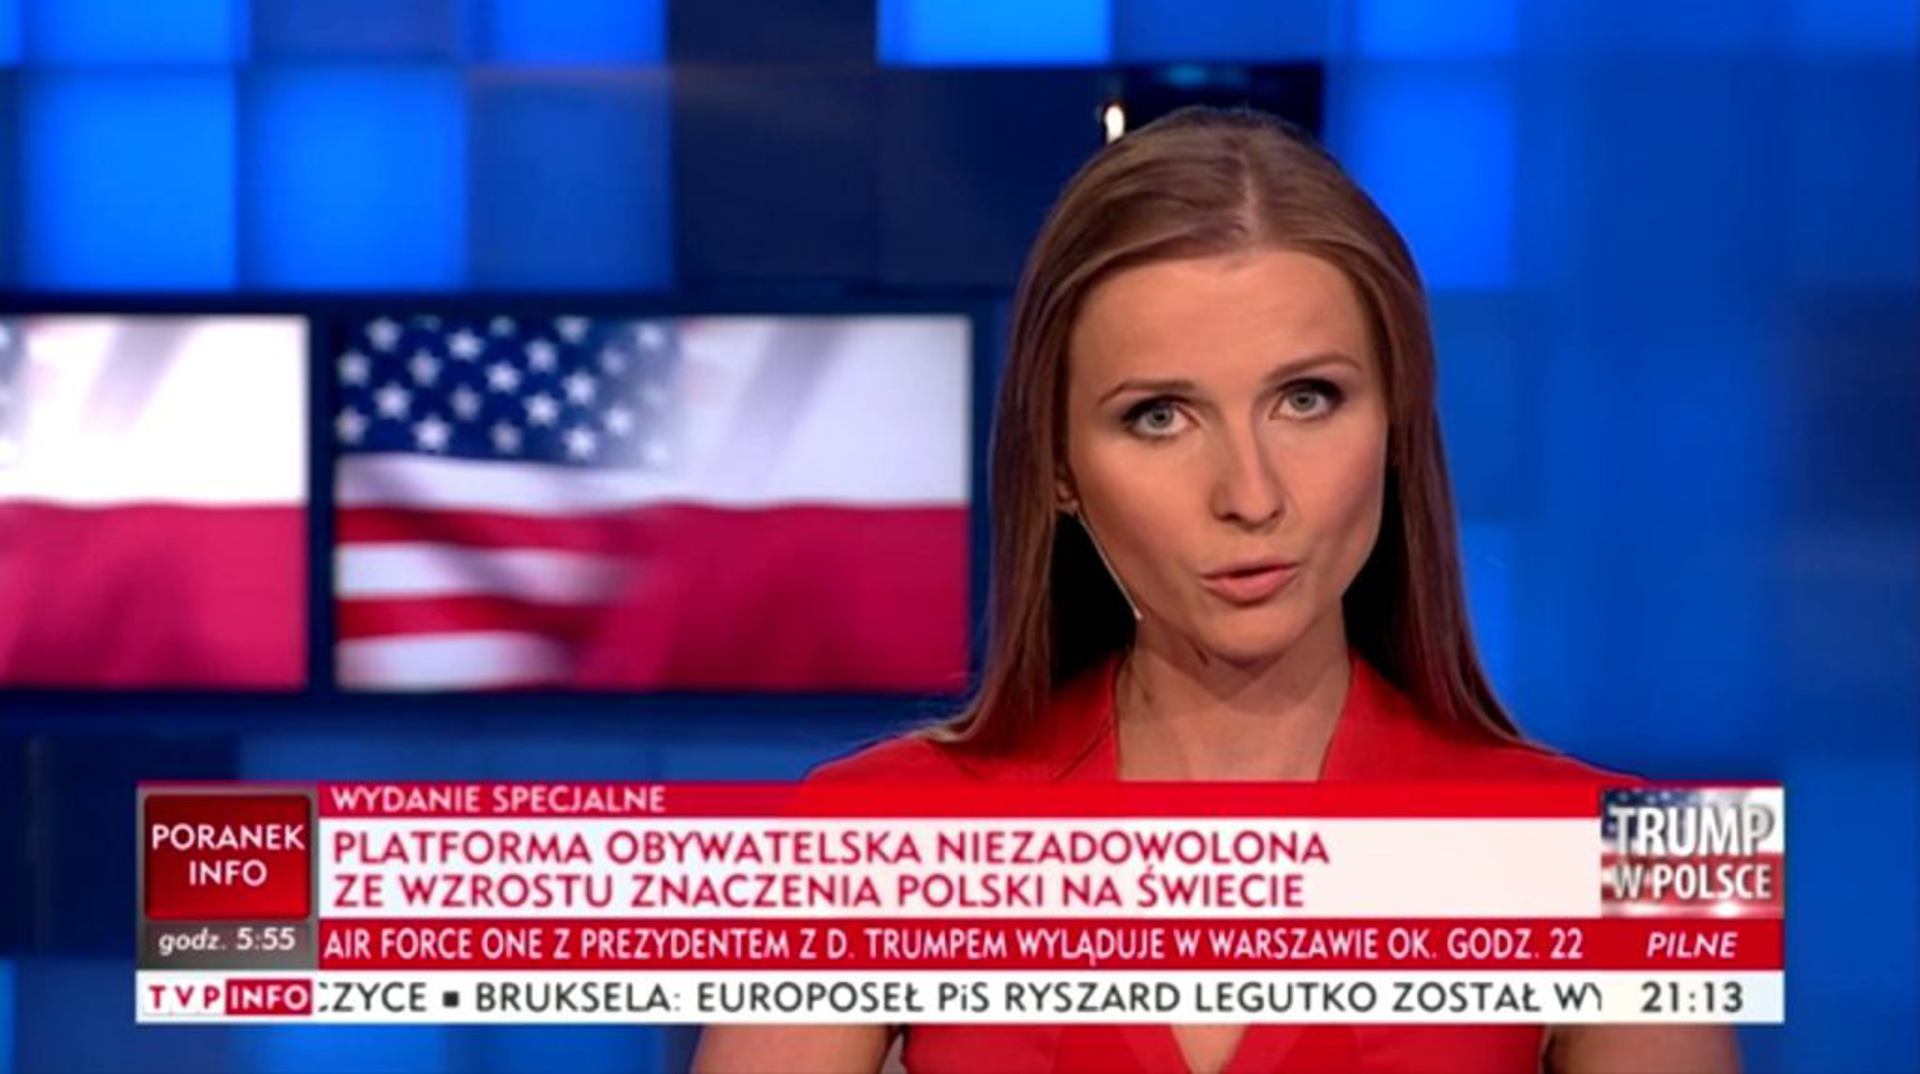 WYDANIE SPECJALNE
PORANEK
INFO
PLATFORMA OBYWATELSKA NIEZADOWOLONA
ZE WZROSTU ZNACZENIA POLSKI NA ŚWIECIE
TRUMP
W POLSCE
godz. 5:55
AIR FORCE ONE Z PREZYDENTEM Z D. TRUMPEM WYLĄDUJE W WARSZAWIE OK. GODZ. 22
PILNE
TVP INFO
CZYCE ▪ BRUKSELA: EUROPOSEŁ PiS RYSZARD LEGUTKO ZOSTAŁ WY
21:13